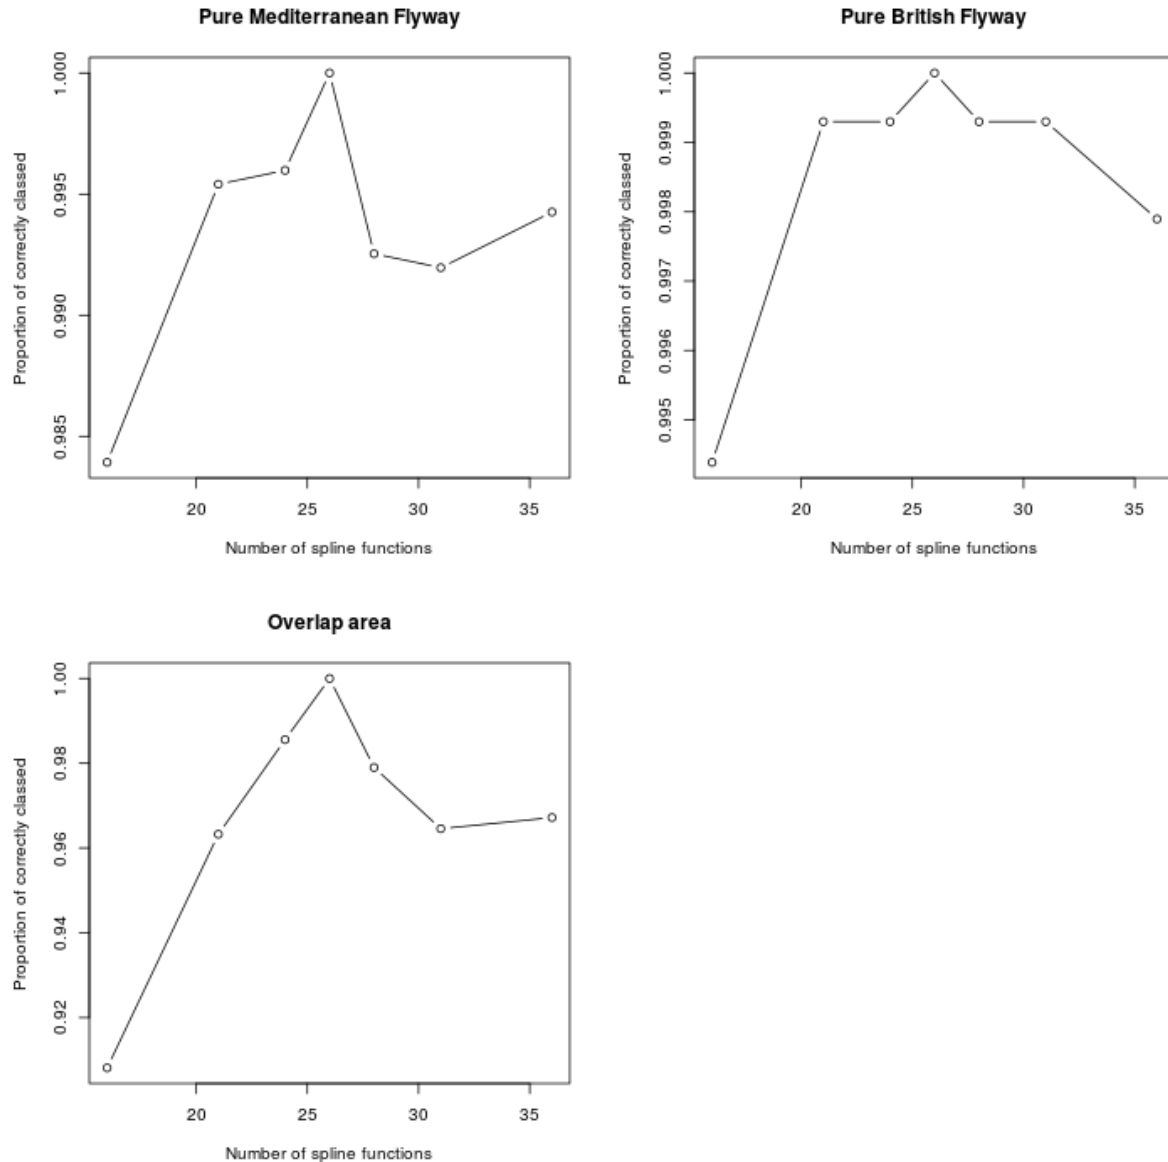 Pure Mediterranean Flyway
Proportion of correctly classed
1.000
0.995
0.990
0.985
20 25 30 35
Number of spline functions
Pure British Flyway
Proportion of correctly classed
1.000
0.999
0.998
0.997
0.996
0.995
20 25 30 35
Number of spline functions
Overlap area
Proportion of correctly classed
1.00
0.98
0.96
0.94
0.92
20 25 30 35
Number of spline functions